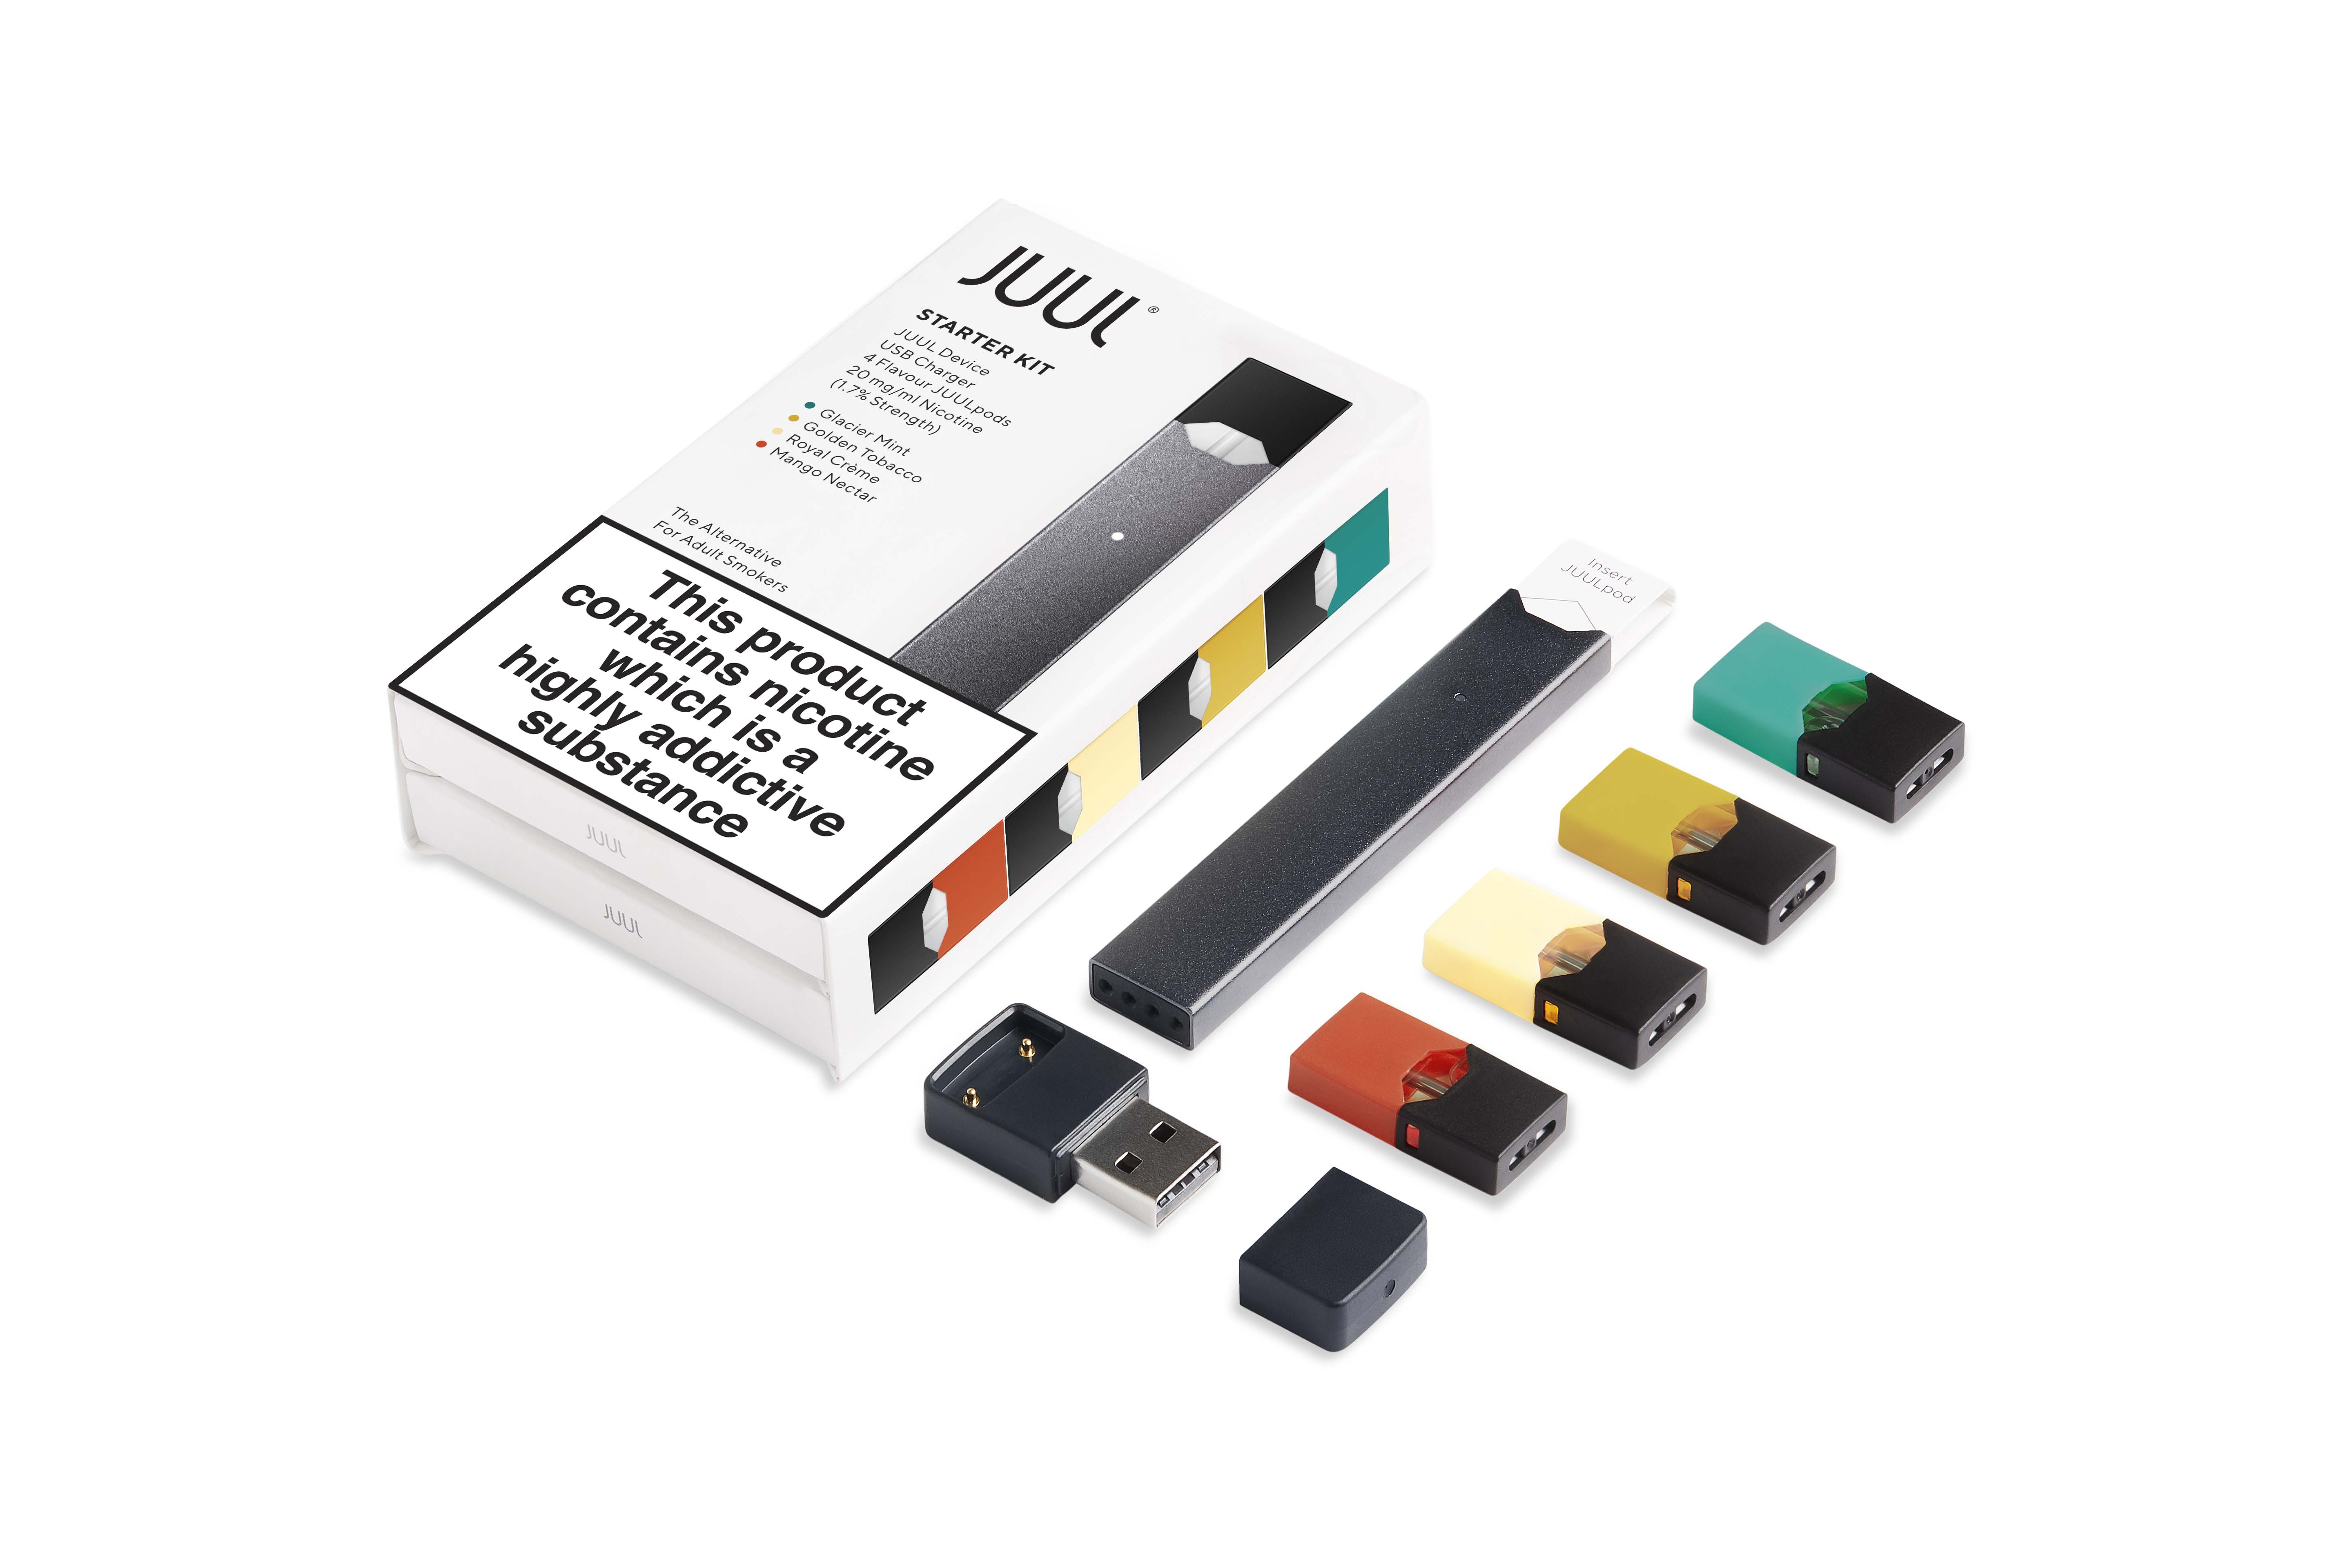 JUUL®
STARTER KIT
JUUL Device
USB Charger
4 Flavour JUULpods
20 mg/ml Nicotine
(1.7% Strength)
Glacier Mint
Golden Tobacco
Royal Crème
Mango Nectar
The Alternative
For Adult Smokers
This product
contains nicotine
which is a
highly addictive
substance
JUUL
JUUL
Insert
JUULpod